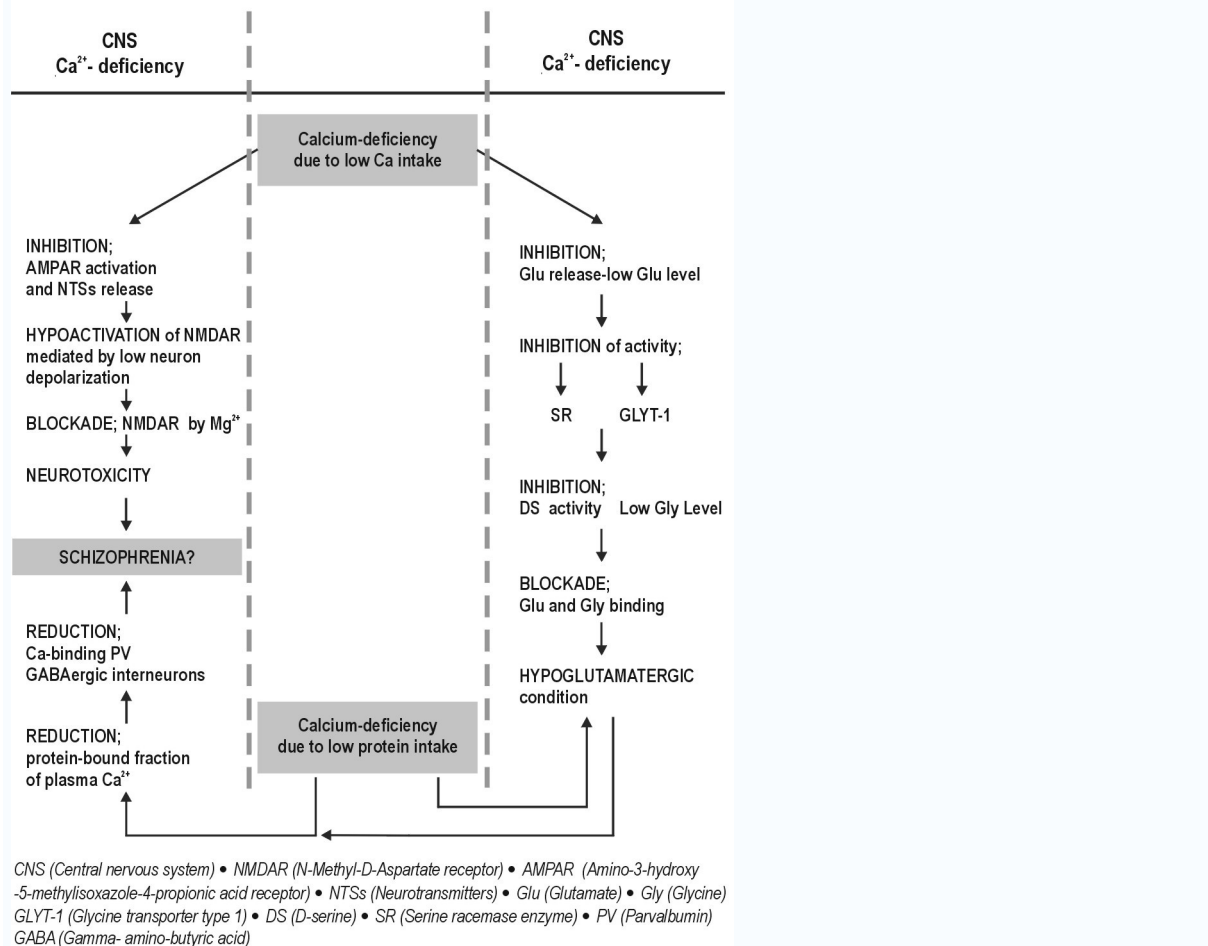 CNS
Ca²⁺- deficiency
CNS
Ca²⁺- deficiency
Calcium-deficiency
due to low Ca intake
INHIBITION;
AMPAR activation
and NTSs release
HYPOACTIVATION of NMDAR
mediated by low neuron
depolarization
BLOCKADE; NMDAR by Mg²⁺
NEUROTOXICITY
SCHIZOPHRENIA?
REDUCTION;
Ca-binding PV
GABAergic interneurons
REDUCTION;
protein-bound fraction
of plasma Ca²⁺
Calcium-deficiency
due to low protein intake
INHIBITION;
Glu release-low Glu level
INHIBITION of activity;
SR GLYT-1
INHIBITION;
DS activity Low Gly Level
BLOCKADE;
Glu and Gly binding
HYPOGLUTAMATERGIC
condition
CNS (Central nervous system) • NMDAR (N-Methyl-D-Aspartate receptor) • AMPAR (Amino-3-hydroxy
-5-methylisoxazole-4-propionic acid receptor) • NTSs (Neurotransmitters) • Glu (Glutamate) • Gly (Glycine)
GLYT-1 (Glycine transporter type 1) • DS (D-serine) • SR (Serine racemase enzyme) • PV (Parvalbumin)
GABA (Gamma- amino-butyric acid)